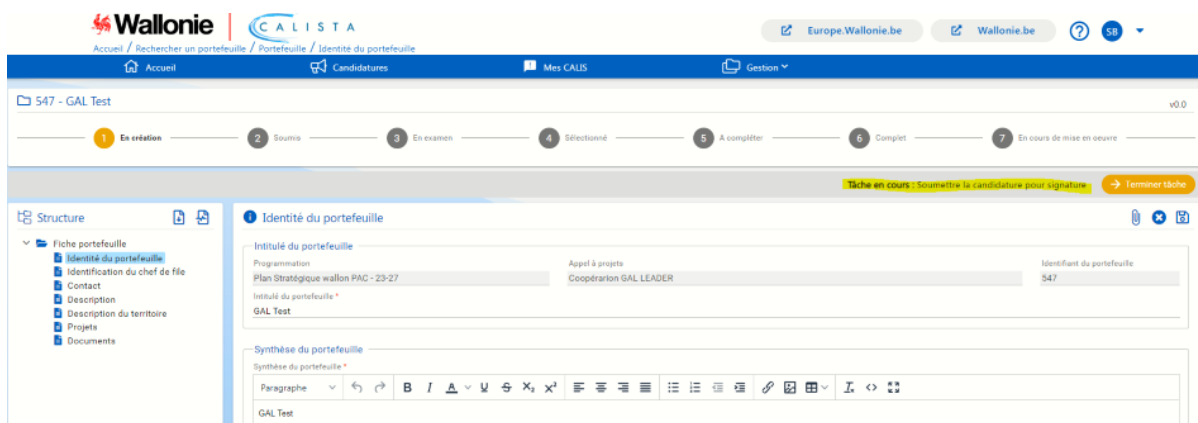 Wallonie
CALISTA
Europe.Wallonie.be
Wallonie.be
?
SB
Accueil / Rechercher un portefeuille / Portefeuille / Identité du portefeuille
Accueil
Candidatures
Mes CALIS
Gestion
547 - GAL Test
v0.0
1 En création
2 Soumis
3 En examen
4 Sélectionné
5 A compléter
6 Complet
7 En cours de mise en oeuvre
Tâche en cours : Soumettre la candidature pour signature
Terminer tâche
Structure
Fiche portefeuille
Identité du portefeuille
Identification du chef de file
Contact
Description
Description du territoire
Projets
Documents
Identité du portefeuille
Intitulé du portefeuille
Programmation
Appel à projets
Identifiant du portefeuille
Plan Stratégique wallon PAC - 23-27
Coopérarion GAL LEADER
547
Intitulé du portefeuille *
GAL Test
Synthèse du portefeuille
Synthèse du portefeuille *
Paragraphe
GAL Test